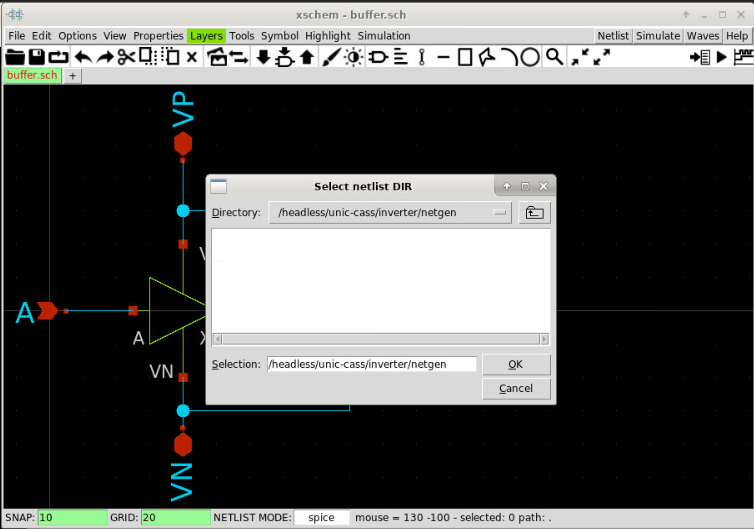 xschem - buffer.sch
File Edit Options View Properties Layers Tools Symbol Highlight Simulation Netlist Simulate Waves Help
buffer.sch +
VP
Select netlist DIR
Directory: /headless/unic-cass/inverter/netgen
A
A
VN
Selection: /headless/unic-cass/inverter/netgen OK
Cancel
VN
SNAP: 10 GRID: 20 NETLIST MODE: spice mouse = 130 -100 - selected: 0 path: .